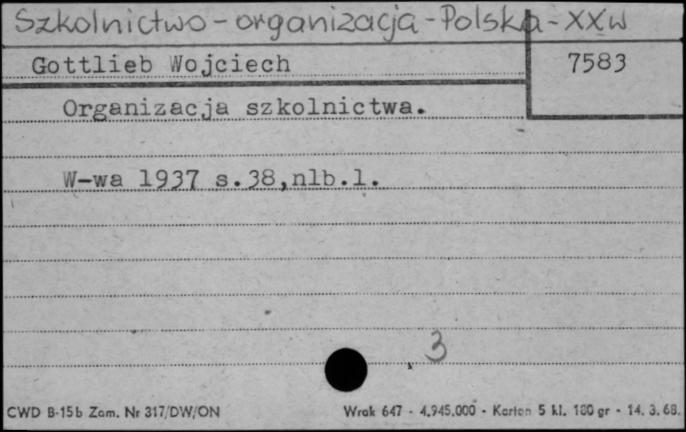 Szkolnictwo - organizacja - Polska - XXw
Gottlieb Wojciech 7583
Organizacja szkolnictwa.
W-wa 1937 s.38,nlb.1.
3
CWD B-15b Zam. Nr 317/DW/ON Wrak 647 - 4.945.000 - Karton 5 kl. 180 gr - 14. 3. 68.